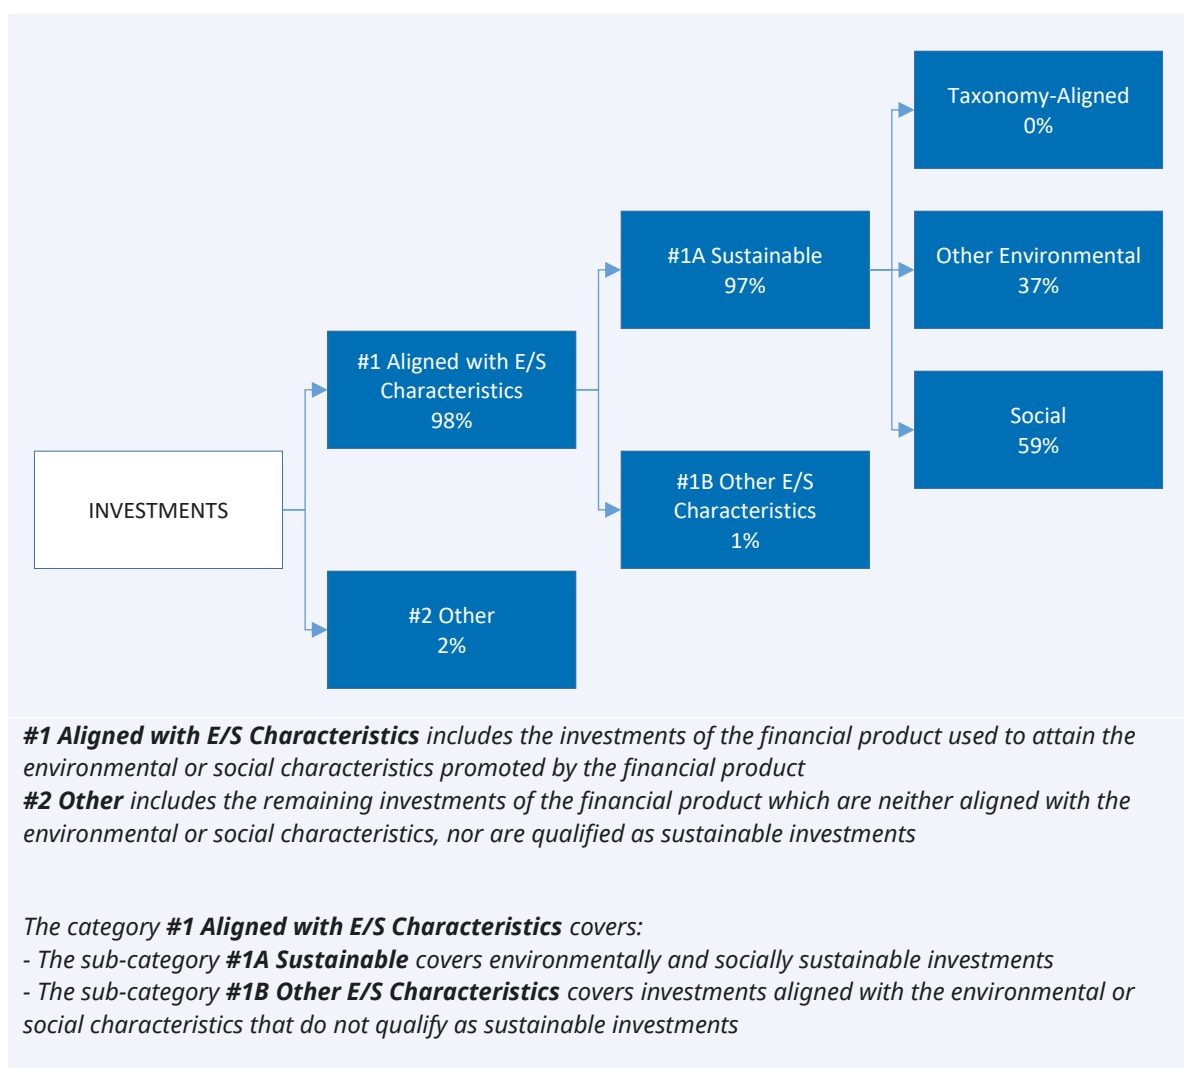 Taxonomy-Aligned
0%
#1A Sustainable
97%
Other Environmental
37%
#1 Aligned with E/S
Characteristics
98%
Social
59%
INVESTMENTS
#1B Other E/S
Characteristics
1%
#2 Other
2%
#1 Aligned with E/S Characteristics includes the investments of the financial product used to attain the
environmental or social characteristics promoted by the financial product
#2 Other includes the remaining investments of the financial product which are neither aligned with the
environmental or social characteristics, nor are qualified as sustainable investments
The category #1 Aligned with E/S Characteristics covers:
- The sub-category #1A Sustainable covers environmentally and socially sustainable investments
- The sub-category #1B Other E/S Characteristics covers investments aligned with the environmental or
social characteristics that do not qualify as sustainable investments